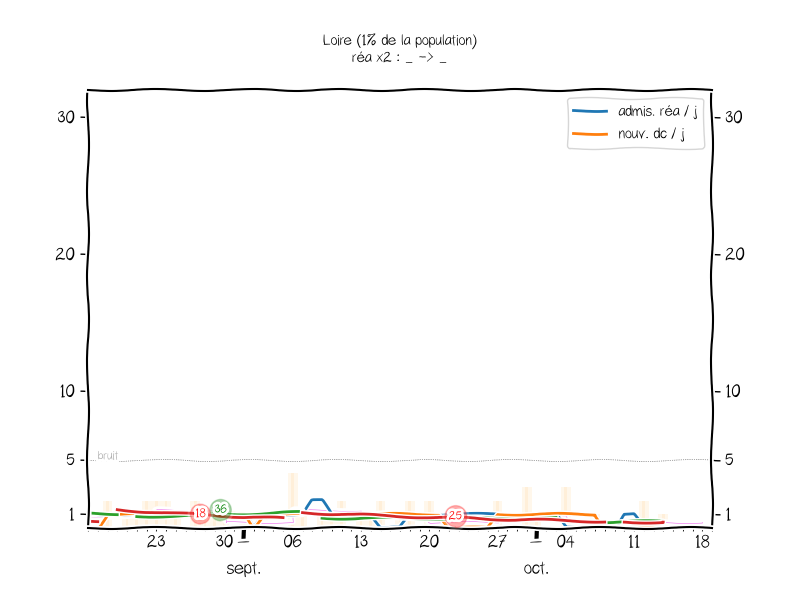 Loire (1% de la population)
réa x2 : _ -> _
admis. réa / j
nouv. dc / j
30 30
20 20
10 10
bruit
5 5
18 36 25
1 1
23 30 06 13 20 27 04 11 18
sept. oct.